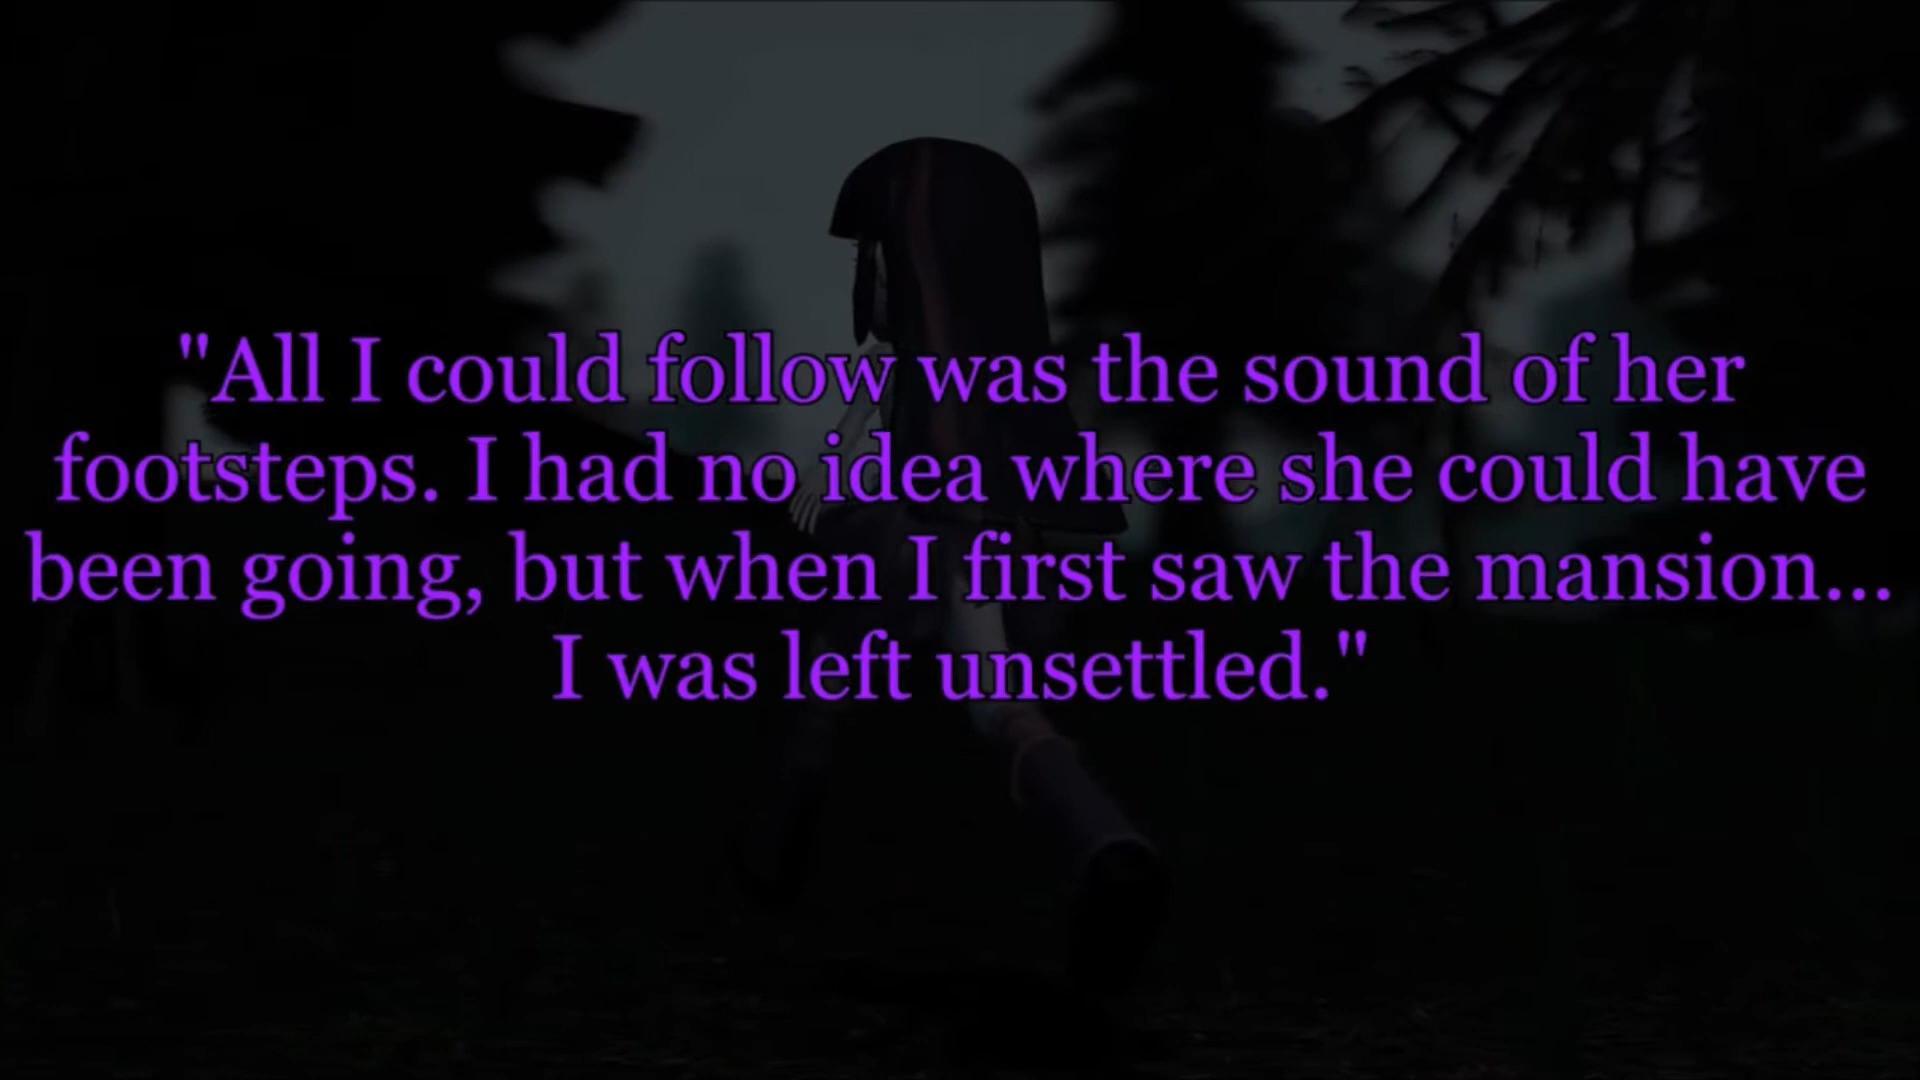 "All I could follow was the sound of her
footsteps. I had no idea where she could have
been going, but when I first saw the mansion...
I was left unsettled."